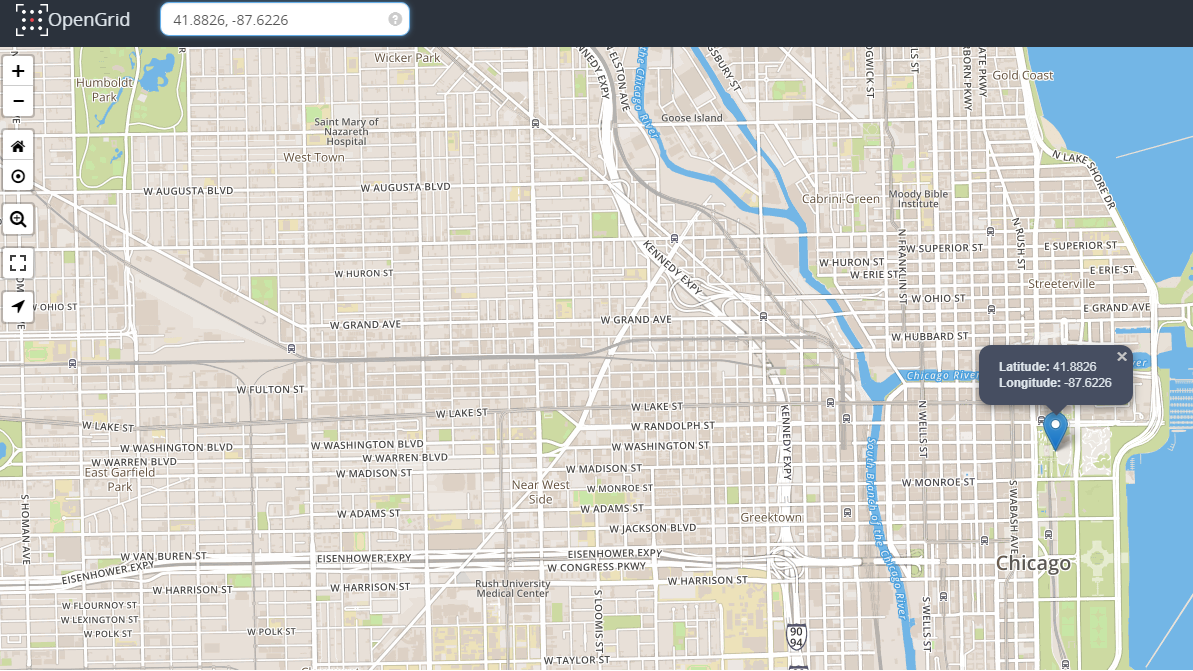 OpenGrid
41.8826, -87.6226
?
+
−
Humboldt
Park
Wicker Park
Gold Coast
Saint Mary of
Nazareth
Hospital
West Town
Goose Island
N ELSTON AVE
The Chicago River
N LAKE SHORE DR
W AUGUSTA BLVD
W AUGUSTA BLVD
Cabrini-Green
Moody Bible
Institute
KENNEDY EXPY
N FRANKLIN ST
N RUSH ST
W SUPERIOR ST
E SUPERIOR ST
W HURON ST
W HURON ST
W ERIE ST
E ERIE ST
Streeterville
W OHIO ST
W OHIO ST
E GRAND AVE
W GRAND AVE
W GRAND AVE
W HUBBARD ST
Latitude: 41.8826
Longitude: -87.6226
×
Chicago River
W FULTON ST
W LAKE ST
W LAKE ST
W LAKE ST
W RANDOLPH ST
W WASHINGTON BLVD
W WASHINGTON BLVD
W WASHINGTON ST
W WARREN BLVD
W WARREN BLVD
W MADISON ST
W MADISON ST
East Garfield
Park
KENNEDY EXPY
N WELLS ST
South Branch of the Chicago River
Near West
Side
W MONROE ST
W MONROE ST
S HOMAN AVE
S WABASH AVE
W ADAMS ST
W ADAMS ST
Greektown
W JACKSON BLVD
W VAN BUREN ST
EISENHOWER EXPY
EISENHOWER EXPY
EISENHOWER EXPY
W CONGRESS PKWY
Chicago
W HARRISON ST
W HARRISON ST
W HARRISON ST
Rush University
Medical Center
S LOOMIS ST
S WELLS ST
W FLOURNOY ST
W LEXINGTON ST
W POLK ST
W POLK ST
90
94
W TAYLOR ST